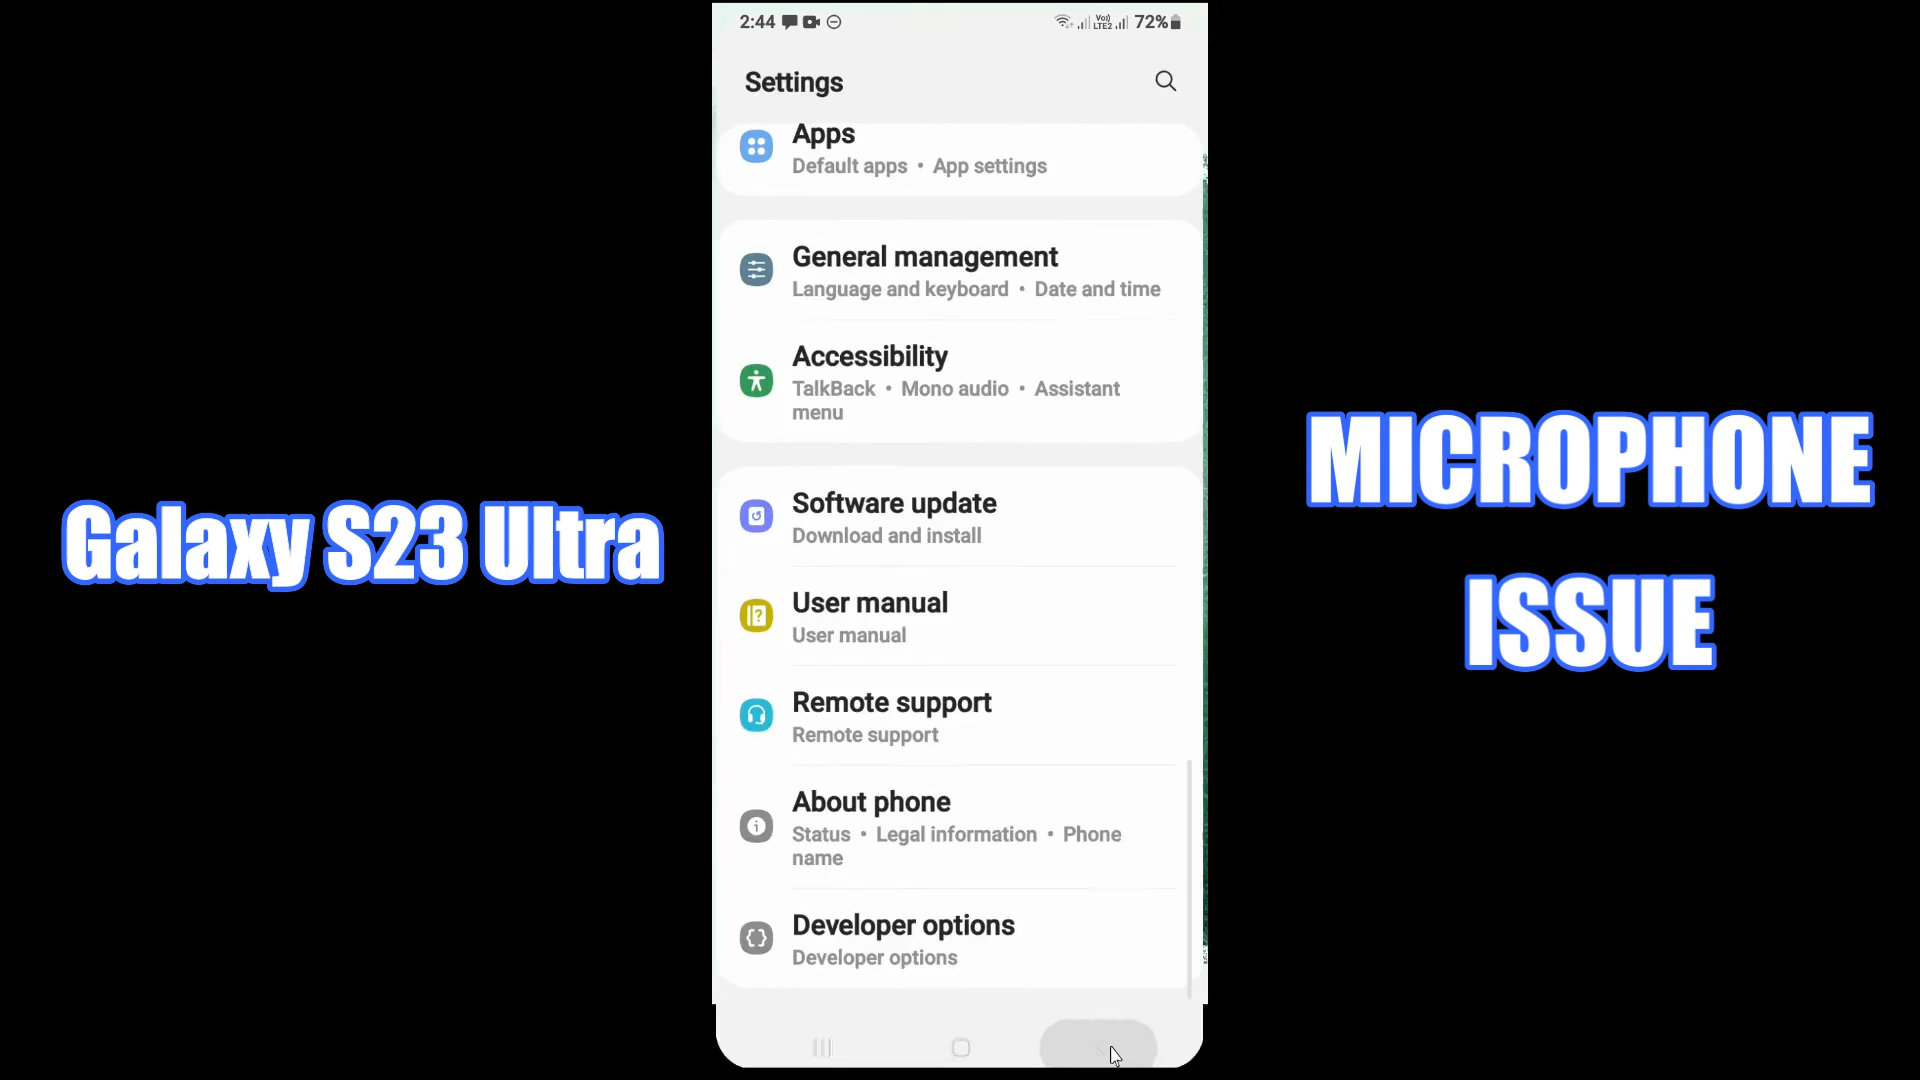 2:44
Vo))
LTE2
72%
Settings
Apps
Default apps • App settings
General management
Language and keyboard • Date and time
Accessibility
TalkBack • Mono audio • Assistant
menu
Software update
Download and install
User manual
User manual
Remote support
Remote support
About phone
Status • Legal information • Phone
name
Developer options
Developer options
Galaxy S23 Ultra
MICROPHONE
ISSUE